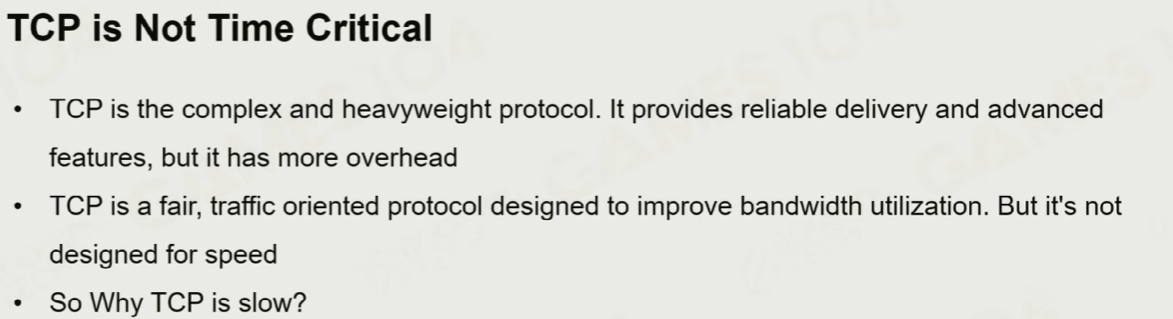 TCP is Not Time Critical
• TCP is the complex and heavyweight protocol. It provides reliable delivery and advanced
features, but it has more overhead
• TCP is a fair, traffic oriented protocol designed to improve bandwidth utilization. But it's not
designed for speed
• So Why TCP is slow?